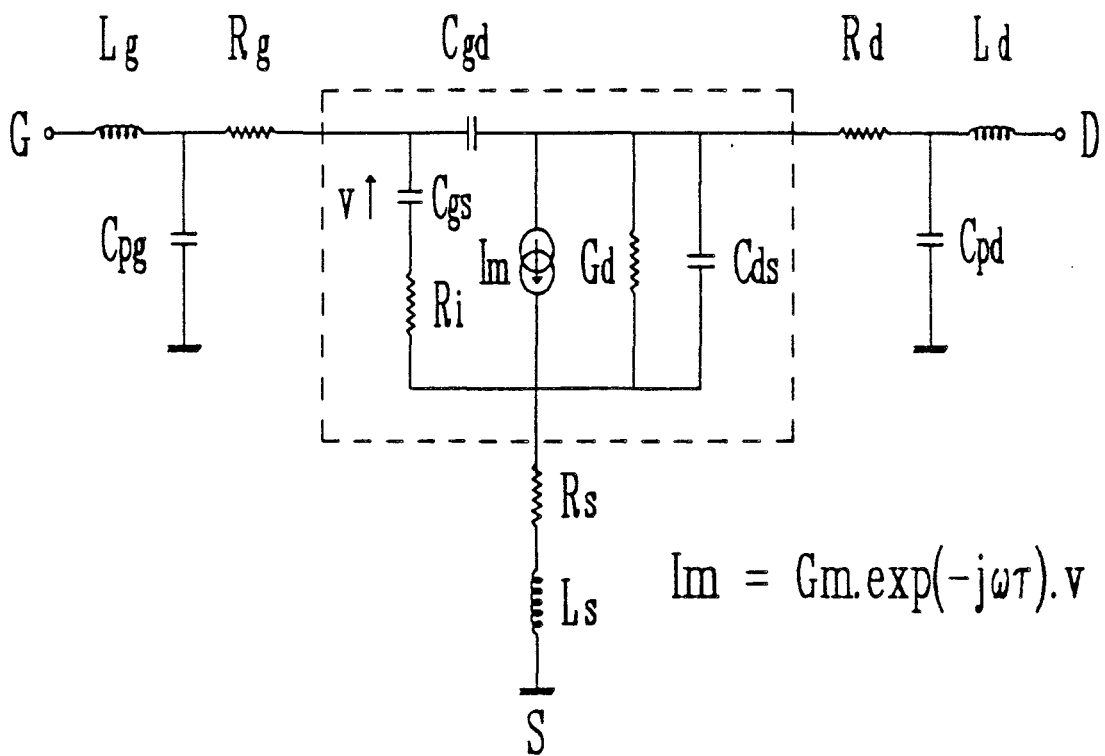 Lg Rg Cgd Rd Ld
G D
v Cgs
Cpg Im Gd Cds Cpd
Ri
Rs
Im = Gm.exp(-jωτ).v
Ls
S